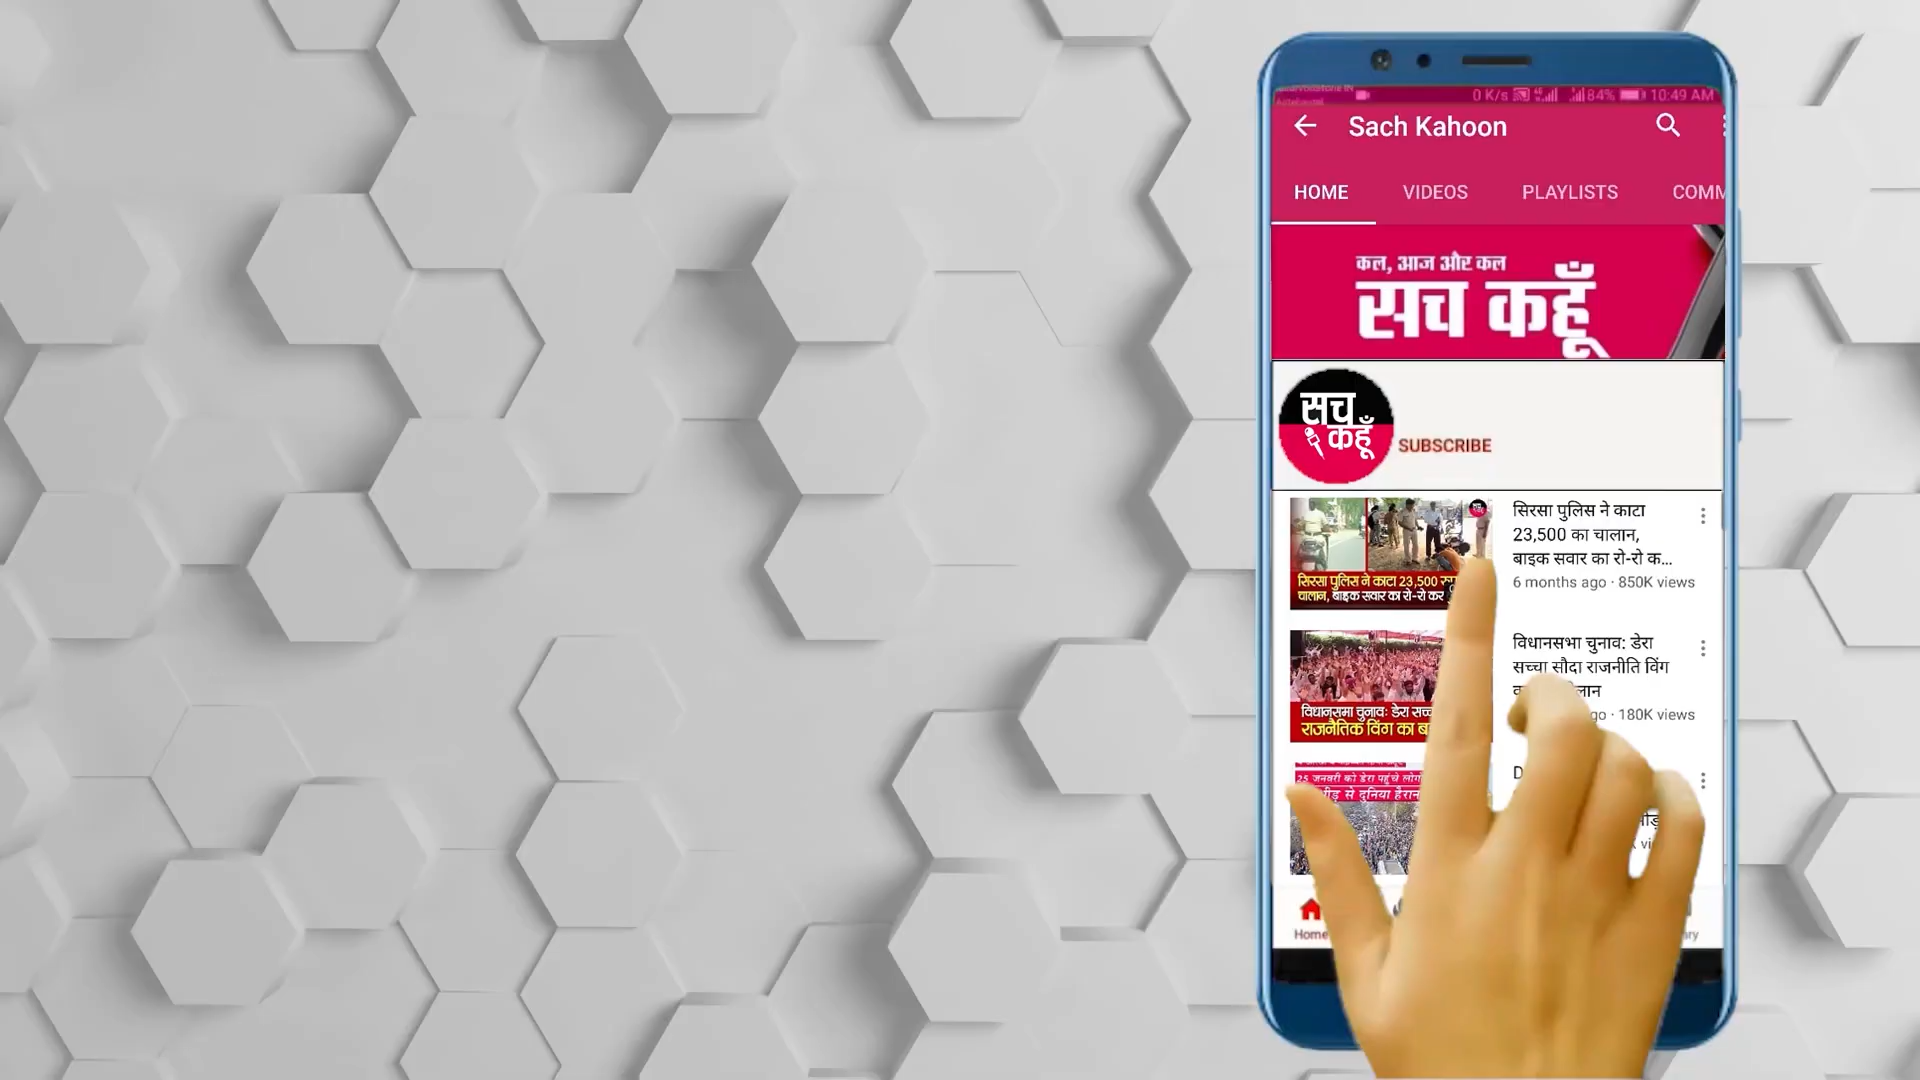 0 K/s 84% 10:49 AM
Sach Kahoon
HOME VIDEOS PLAYLISTS COMM
कल, आज और कल
सच कहूँ
सच
कहूँ
SUBSCRIBE
सिरसा पुलिस ने काटा 23,500
चालान, बाइक सवार का रो-रो कर
सिरसा पुलिस ने काटा
23,500 का चालान,
बाइक सवार का रो-रो क...
6 months ago · 850K views
विधानसभा चुनाव: डेरा
राजनैतिक विंग का
विधानसभा चुनाव: डेरा
सच्चा सौदा राजनीति विंग
ago · 180K views
25 जनवरी को डेरा पहुंचे
से दुनिया हैरान
Home